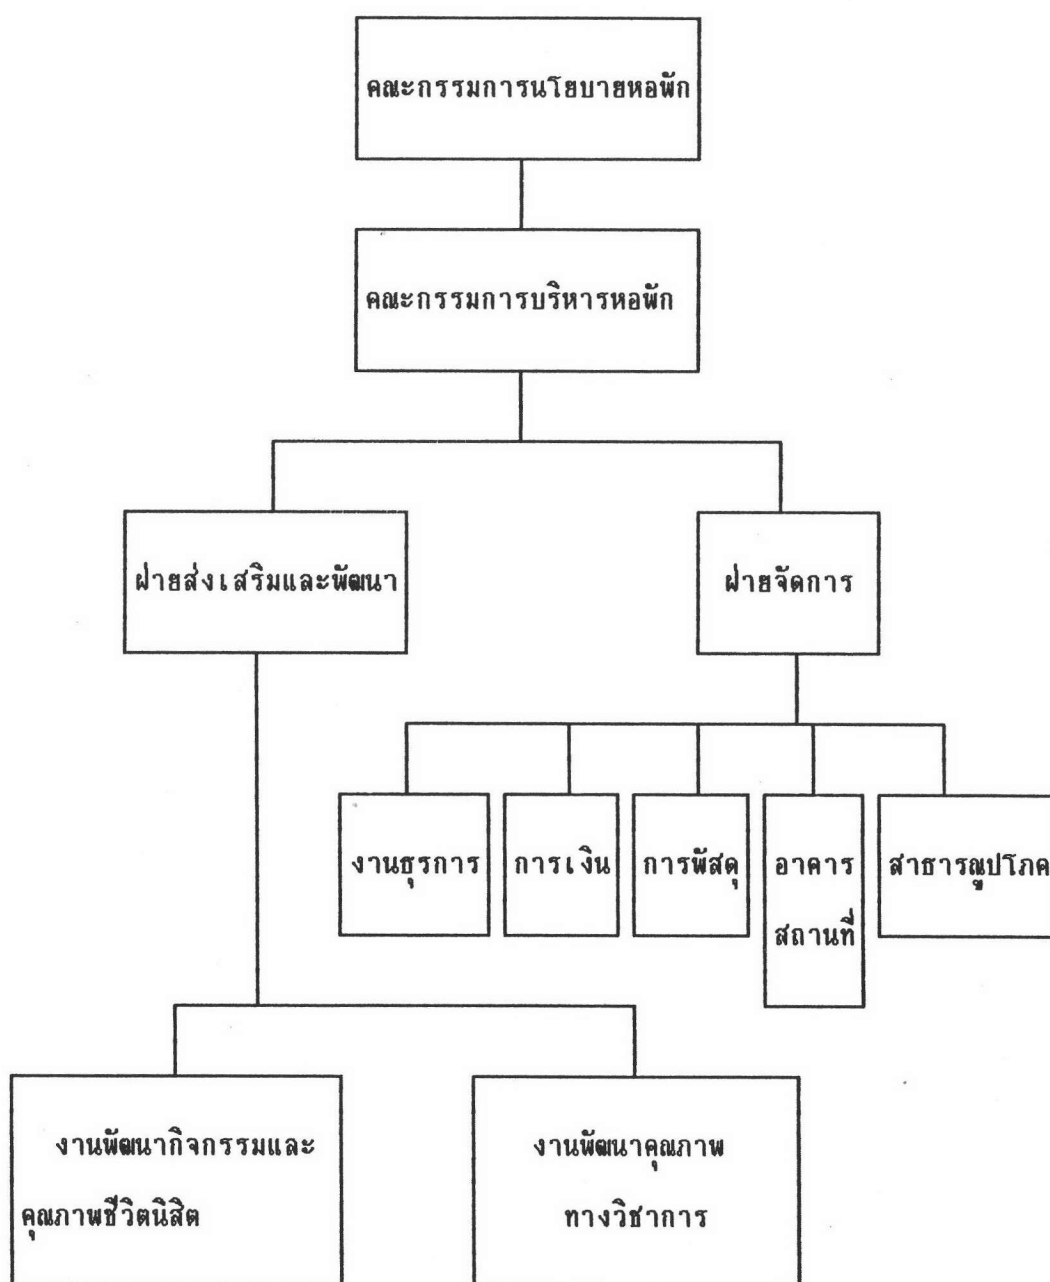 คณะกรรมการนโยบายหอพัก
คณะกรรมการบริหารหอพัก
ฝ่ายส่งเสริมและพัฒนา
ฝ่ายจัดการ
งานธุรการ
การเงิน
การพัสดุ
อาคาร
สถานที่
สาธารณูปโภค
งานพัฒนากิจกรรมและ
คุณภาพชีวิตนิสิต
งานพัฒนาคุณภาพ
ทางวิชาการ